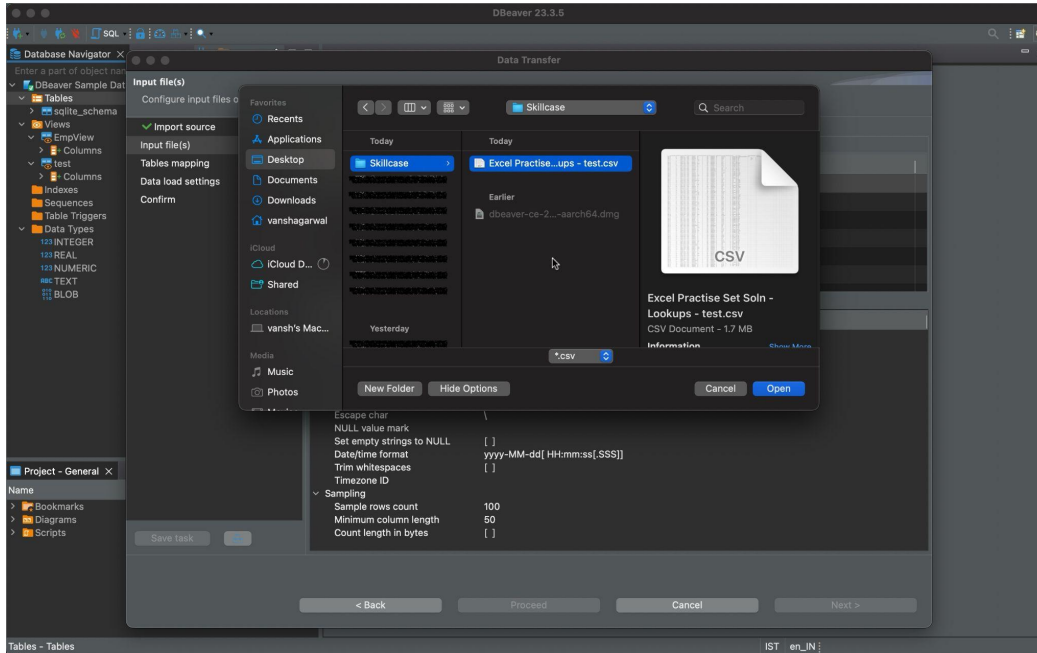 DBeaver 23.3.5
SQL
Database Navigator
Enter a part of object nam
DBeaver Sample Dat
Tables
sqlite_schema
Views
EmpView
Columns
test
Columns
Indexes
Sequences
Table Triggers
Data Types
123 INTEGER
123 REAL
123 NUMERIC
ABC TEXT
BLOB
Project - General
Name
Bookmarks
Diagrams
Scripts
Data Transfer
Input file(s)
Configure input files o
Import source
Input file(s)
Tables mapping
Data load settings
Confirm
Save task
Favorites
Recents
Applications
Desktop
Documents
Downloads
vanshagarwal
iCloud
iCloud D...
Shared
Locations
vansh's Mac...
Media
Music
Photos
Skillcase
Search
Today
Skillcase
Yesterday
Today
Excel Practise...ups - test.csv
Earlier
dbeaver-ce-2...-aarch64.dmg
CSV
Excel Practise Set Soln -
Lookups - test.csv
CSV Document - 1.7 MB
Information Show More
*.csv
New Folder Hide Options Cancel Open
Escape char \
NULL value mark
Set empty strings to NULL [ ]
Date/time format yyyy-MM-dd[ HH:mm:ss[.SSS]]
Trim whitespaces [ ]
Timezone ID
Sampling
Sample rows count 100
Minimum column length 50
Count length in bytes [ ]
< Back Proceed Cancel Next >
Tables - Tables IST en_IN